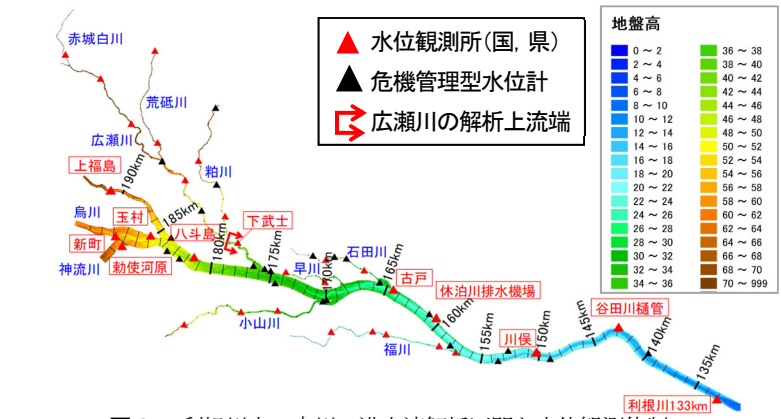 赤城白川
荒砥川
広瀬川
粕川
上福島
190km
烏川
玉村
185km
新町
八斗島
180km
下武士
神流川
勅使河原
175km
早川
170km
石田川
165km
古戸
小山川
休泊川排水機場
160km
福川
155km
川俣
150km
145km
谷田川樋管
140km
135km
利根川133km
水位観測所(国, 県)
危機管理型水位計
広瀬川の解析上流端
地盤高
0 ~ 2
2 ~ 4
4 ~ 6
6 ~ 8
8 ~ 10
10 ~ 12
12 ~ 14
14 ~ 16
16 ~ 18
18 ~ 20
20 ~ 22
22 ~ 24
24 ~ 26
26 ~ 28
28 ~ 30
30 ~ 32
32 ~ 34
34 ~ 36
36 ~ 38
38 ~ 40
40 ~ 42
42 ~ 44
44 ~ 46
46 ~ 48
48 ~ 50
50 ~ 52
52 ~ 54
54 ~ 56
56 ~ 58
58 ~ 60
60 ~ 62
62 ~ 64
64 ~ 66
66 ~ 68
68 ~ 70
70 ~ 999